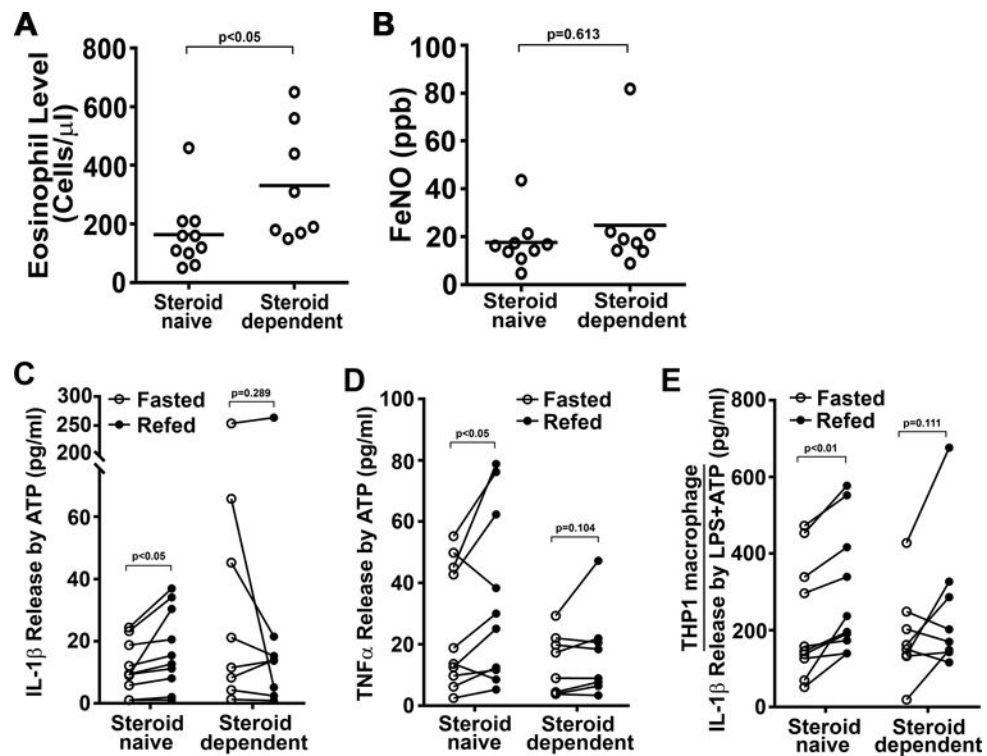 A
p<0.05
Eosinophil Level
(Cells/μl)
800
600
400
200
0
Steroid
naive
Steroid
dependent
B
p=0.613
FeNO (ppb)
100
80
60
40
20
0
Steroid
naive
Steroid
dependent
C
IL-1β Release by ATP (pg/ml)
300
250
200
60
40
20
0
Fasted
Refed
p=0.289
p<0.05
Steroid
naive
Steroid
dependent
D
TNFα Release by ATP (pg/ml)
100
80
60
40
20
0
Fasted
Refed
p<0.05
p=0.104
Steroid
naive
Steroid
dependent
E
THP1 macrophage
IL-1β Release by LPS+ATP (pg/ml)
800
600
400
200
0
Fasted
Refed
p<0.01
p=0.111
Steroid
naive
Steroid
dependent